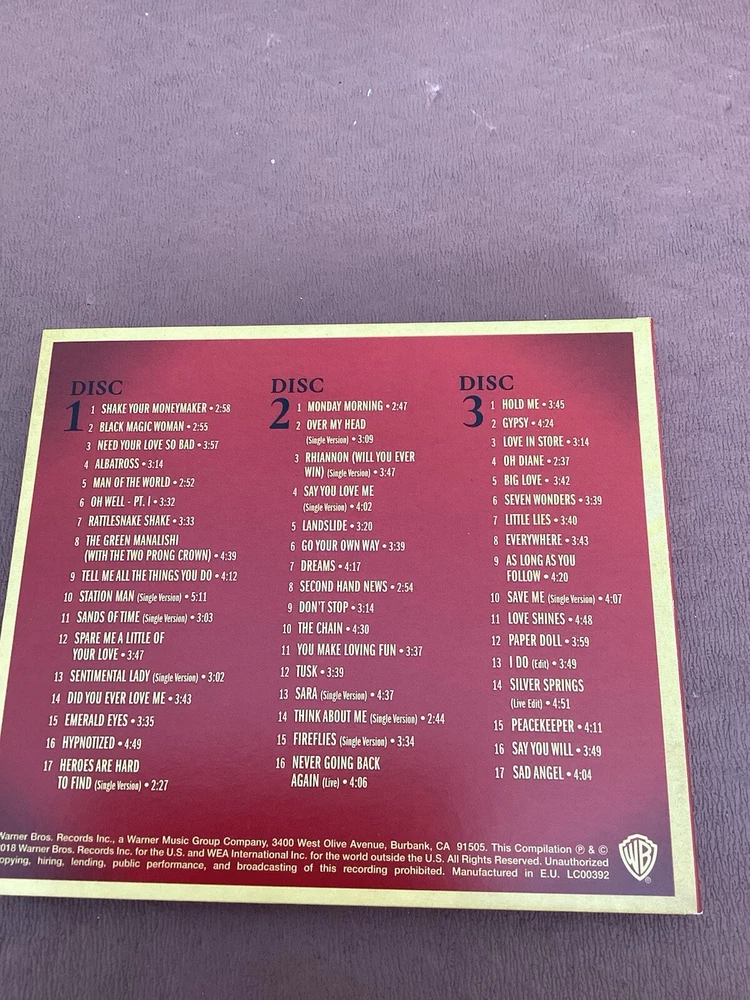 DISC
1
1 SHAKE YOUR MONEYMAKER • 2:58
2 BLACK MAGIC WOMAN • 2:55
3 NEED YOUR LOVE SO BAD • 3:57
4 ALBATROSS • 3:14
5 MAN OF THE WORLD • 2:52
6 OH WELL - PT. I • 3:32
7 RATTLESNAKE SHAKE • 3:33
8 THE GREEN MANALISHI
(WITH THE TWO PRONG CROWN) • 4:39
9 TELL ME ALL THE THINGS YOU DO • 4:12
10 STATION MAN (Single Version) • 5:11
11 SANDS OF TIME (Single Version) • 3:03
12 SPARE ME A LITTLE OF
YOUR LOVE • 3:47
13 SENTIMENTAL LADY (Single Version) • 3:02
14 DID YOU EVER LOVE ME • 3:43
15 EMERALD EYES • 3:35
16 HYPNOTIZED • 4:49
17 HEROES ARE HARD
TO FIND (Single Version) • 2:27
DISC
2
1 MONDAY MORNING • 2:47
2 OVER MY HEAD
(Single Version) • 3:09
3 RHIANNON (WILL YOU EVER
WIN) (Single Version) • 3:47
4 SAY YOU LOVE ME
(Single Version) • 4:02
5 LANDSLIDE • 3:20
6 GO YOUR OWN WAY • 3:39
7 DREAMS • 4:17
8 SECOND HAND NEWS • 2:54
9 DON'T STOP • 3:14
10 THE CHAIN • 4:30
11 YOU MAKE LOVING FUN • 3:37
12 TUSK • 3:39
13 SARA (Single Version) • 4:37
14 THINK ABOUT ME (Single Version) • 2:44
15 FIREFLIES (Single Version) • 3:34
16 NEVER GOING BACK
AGAIN (Live) • 4:06
DISC
3
1 HOLD ME • 3:45
2 GYPSY • 4:24
3 LOVE IN STORE • 3:14
4 OH DIANE • 2:37
5 BIG LOVE • 3:42
6 SEVEN WONDERS • 3:39
7 LITTLE LIES • 3:40
8 EVERYWHERE • 3:43
9 AS LONG AS YOU
FOLLOW • 4:20
10 SAVE ME (Single Version) • 4:07
11 LOVE SHINES • 4:48
12 PAPER DOLL • 3:59
13 I DO (Edit) • 3:49
14 SILVER SPRINGS
(Live Edit) • 4:51
15 PEACEKEEPER • 4:11
16 SAY YOU WILL • 3:49
17 SAD ANGEL • 4:04
Warner Bros. Records Inc., a Warner Music Group Company, 3400 West Olive Avenue, Burbank, CA 91505. This Compilation ℗ & ©
2018 Warner Bros. Records Inc. for the U.S. and WEA International Inc. for the world outside the U.S. All Rights Reserved. Unauthorized
copying, hiring, lending, public performance, and broadcasting of this recording prohibited. Manufactured in E.U. LC00392
WB